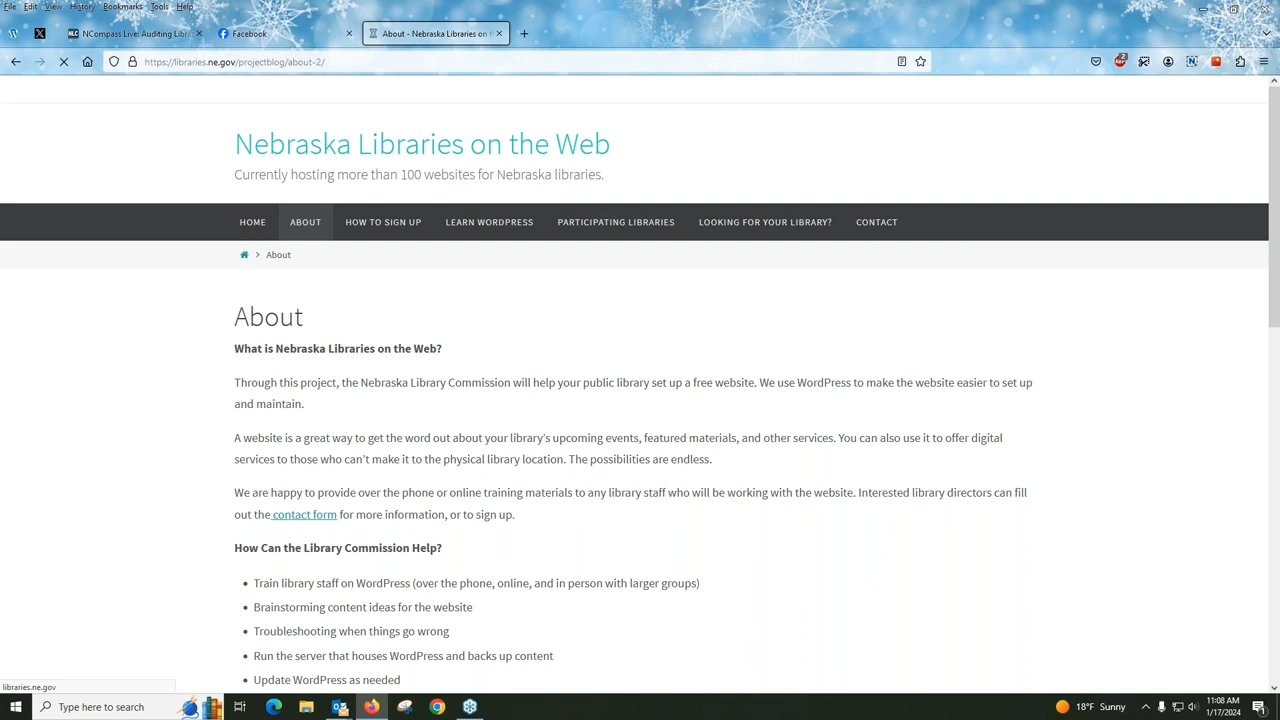 File Edit View History Bookmarks Tools Help
NCompass Live: Auditing Libra
Facebook
About - Nebraska Libraries on t
https://libraries.ne.gov/projectblog/about-2/
Nebraska Libraries on the Web
Currently hosting more than 100 websites for Nebraska libraries.
HOME ABOUT HOW TO SIGN UP LEARN WORDPRESS PARTICIPATING LIBRARIES LOOKING FOR YOUR LIBRARY? CONTACT
About
About
What is Nebraska Libraries on the Web?
Through this project, the Nebraska Library Commission will help your public library set up a free website. We use WordPress to make the website easier to set up
and maintain.
A website is a great way to get the word out about your library's upcoming events, featured materials, and other services. You can also use it to offer digital
services to those who can't make it to the physical library location. The possibilities are endless.
We are happy to provide over the phone or online training materials to any library staff who will be working with the website. Interested library directors can fill
out the contact form for more information, or to sign up.
How Can the Library Commission Help?
• Train library staff on WordPress (over the phone, online, and in person with larger groups)
• Brainstorming content ideas for the website
• Troubleshooting when things go wrong
• Run the server that houses WordPress and backs up content
• Update WordPress as needed
libraries.ne.gov
Type here to search
18°F Sunny
11:08 AM
1/17/2024